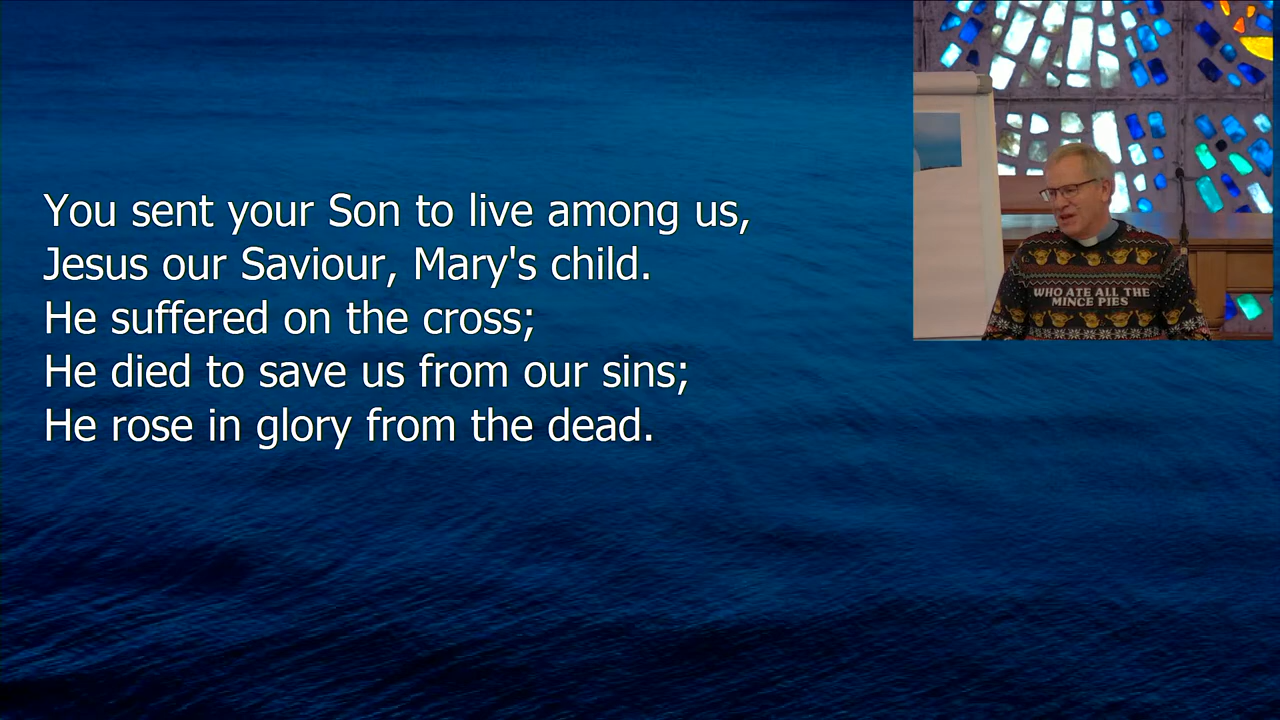 You sent your Son to live among us,
Jesus our Saviour, Mary's child.
He suffered on the cross;
He died to save us from our sins;
He rose in glory from the dead.
WHO ATE ALL THE
MINCE PIES